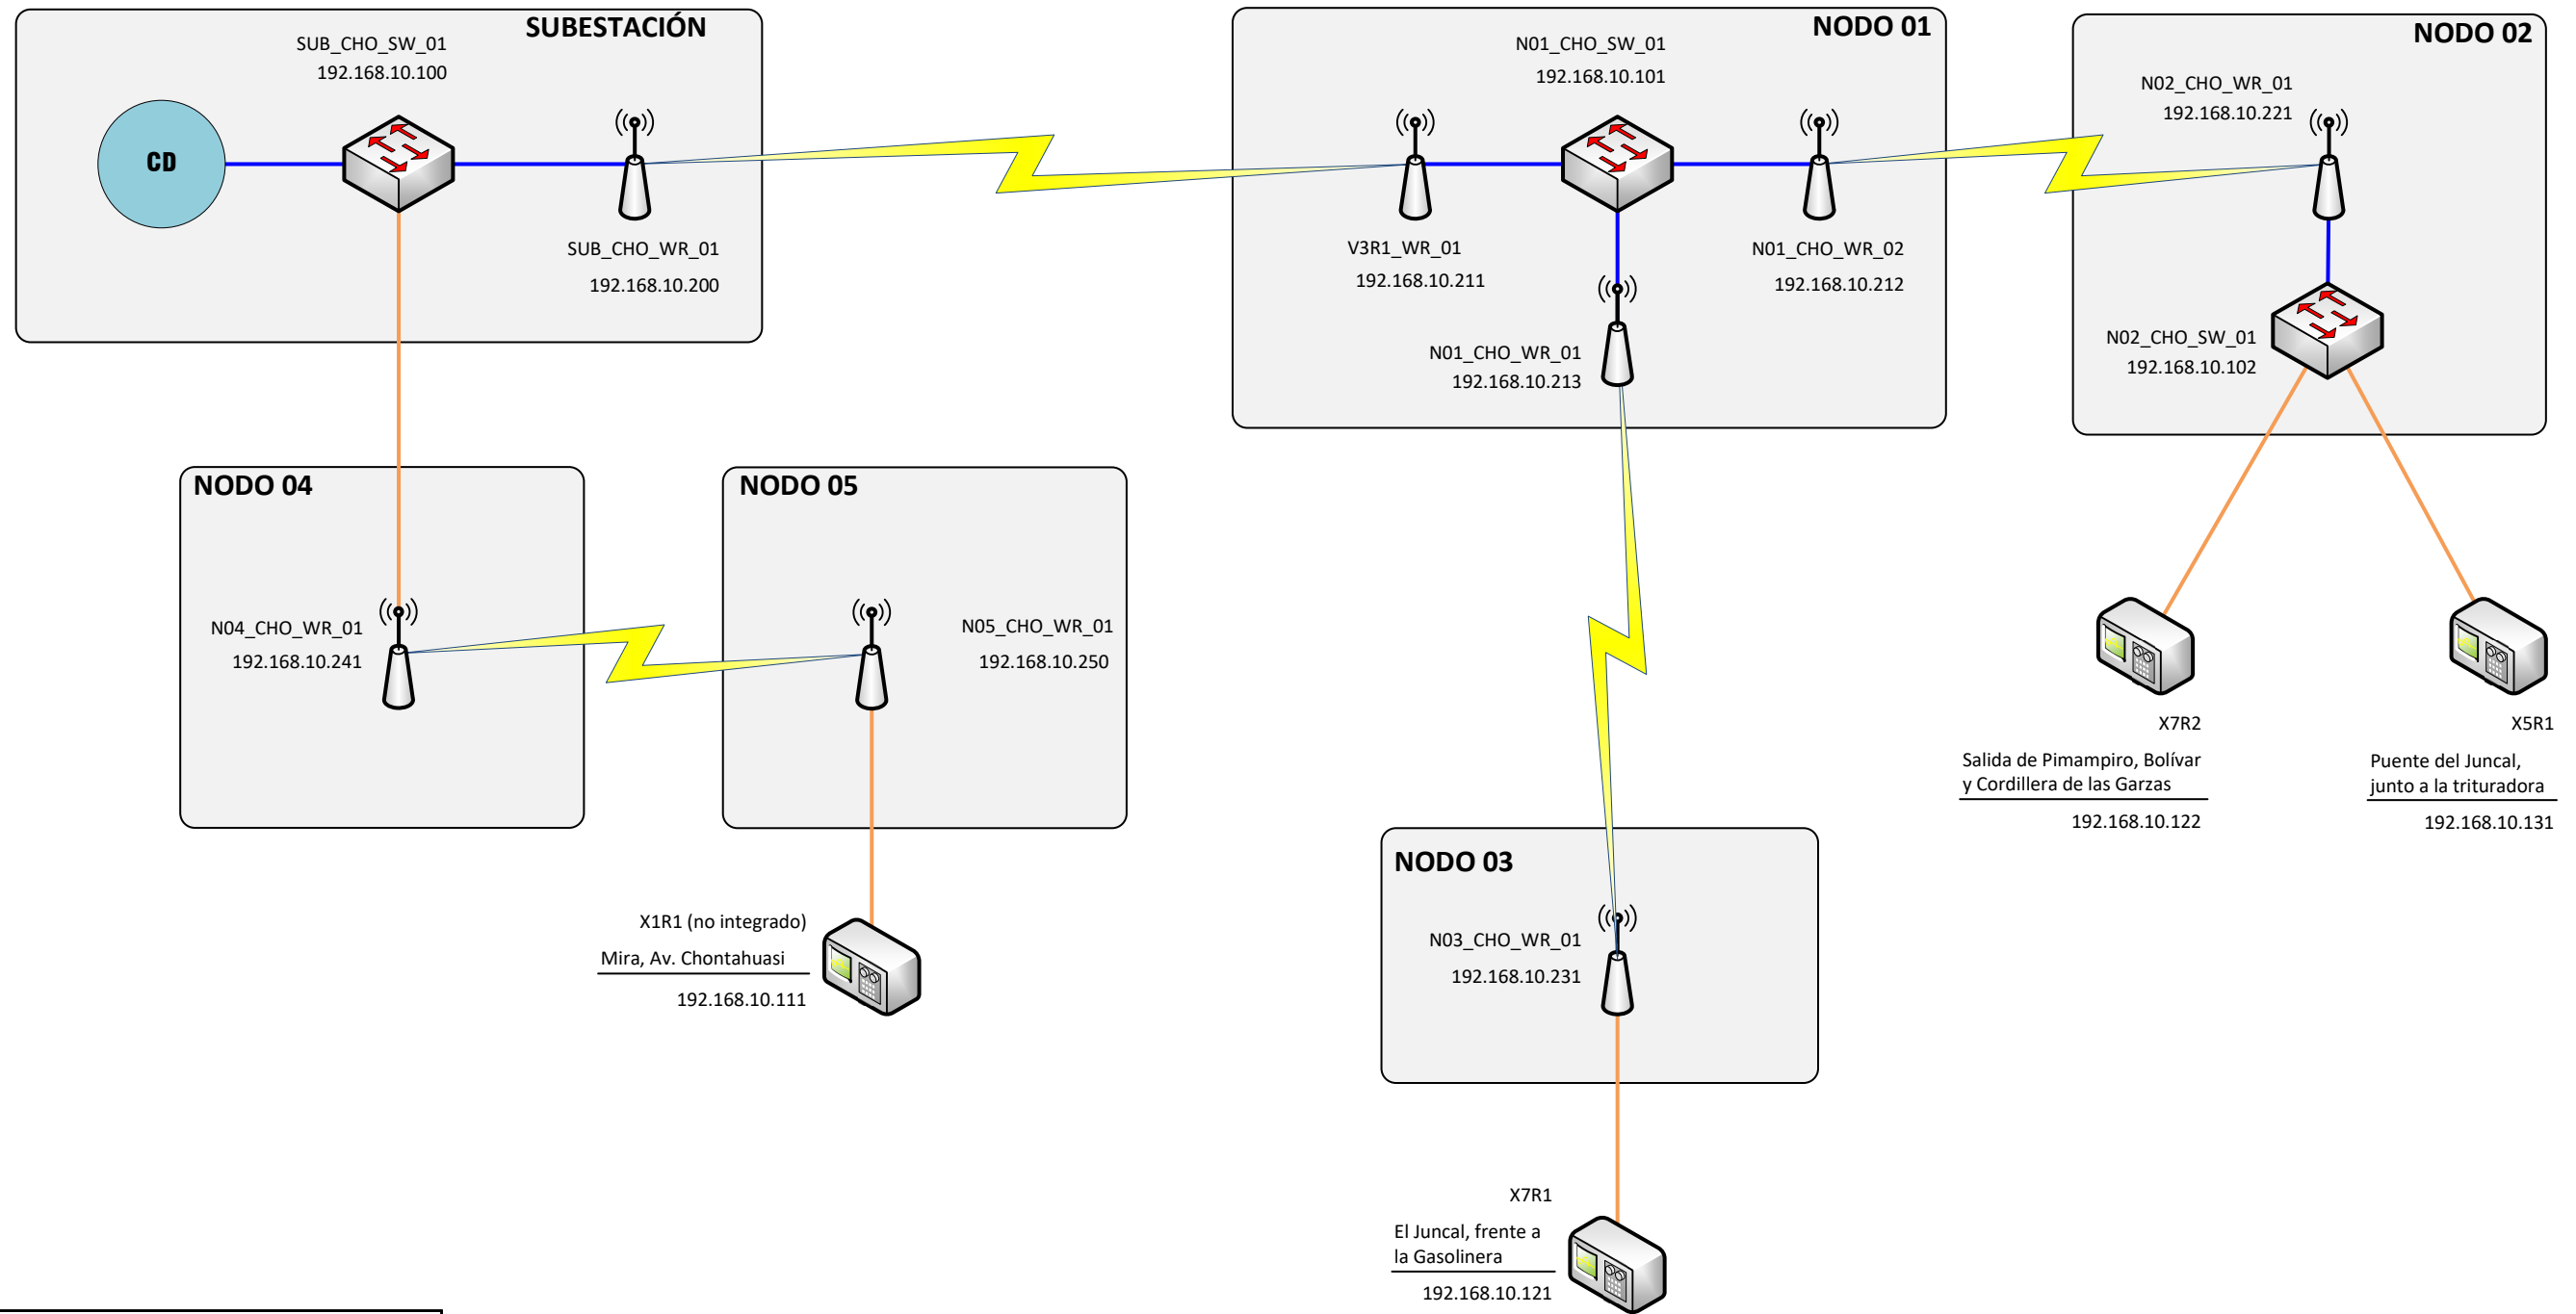 SUBESTACIÓN
SUB_CHO_SW_01
192.168.10.100
CD
SUB_CHO_WR_01
192.168.10.200
NODO 01
N01_CHO_SW_01
192.168.10.101
V3R1_WR_01
192.168.10.211
N01_CHO_WR_02
192.168.10.212
N01_CHO_WR_01
192.168.10.213
NODO 02
N02_CHO_WR_01
192.168.10.221
N02_CHO_SW_01
192.168.10.102
NODO 04
N04_CHO_WR_01
192.168.10.241
NODO 05
N05_CHO_WR_01
192.168.10.250
X7R2
Salida de Pimampiro, Bolívar
y Cordillera de las Garzas
192.168.10.122
X5R1
Puente del Juncal,
junto a la trituradora
192.168.10.131
X1R1 (no integrado)
Mira, Av. Chontahuasi
192.168.10.111
NODO 03
N03_CHO_WR_01
192.168.10.231
X7R1
El Juncal, frente a
la Gasolinera
192.168.10.121